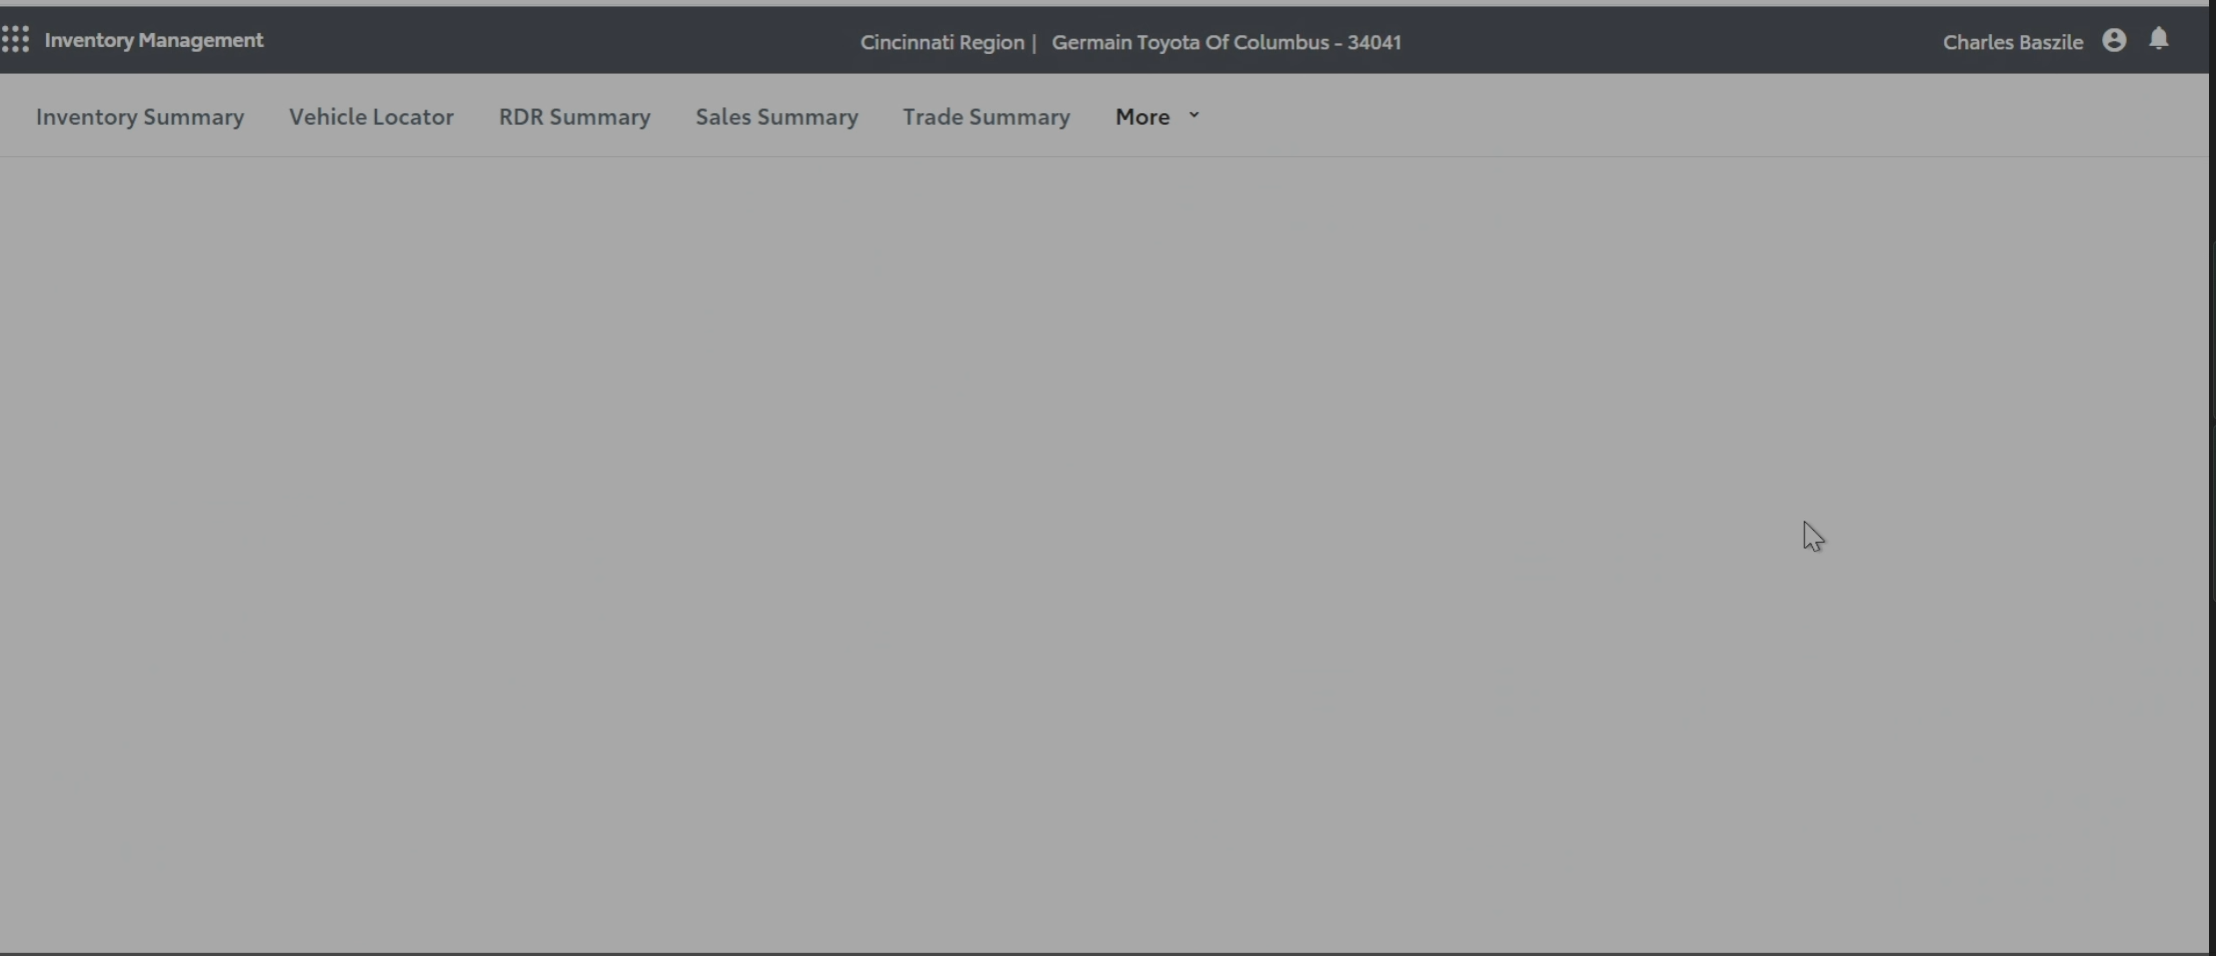 Inventory Management
Cincinnati Region | Germain Toyota Of Columbus - 34041
Charles Baszile
Inventory Summary Vehicle Locator RDR Summary Sales Summary Trade Summary More